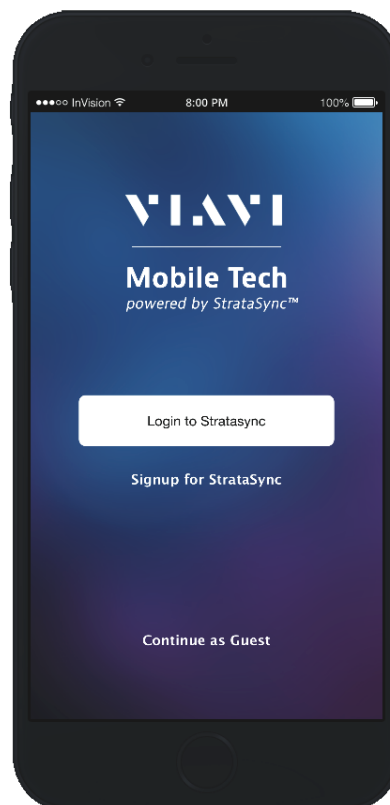 ●●●○○ InVision 8:00 PM 100%
VIAVI
Mobile Tech
powered by StrataSync™
Login to Stratasync
Signup for StrataSync
Continue as Guest